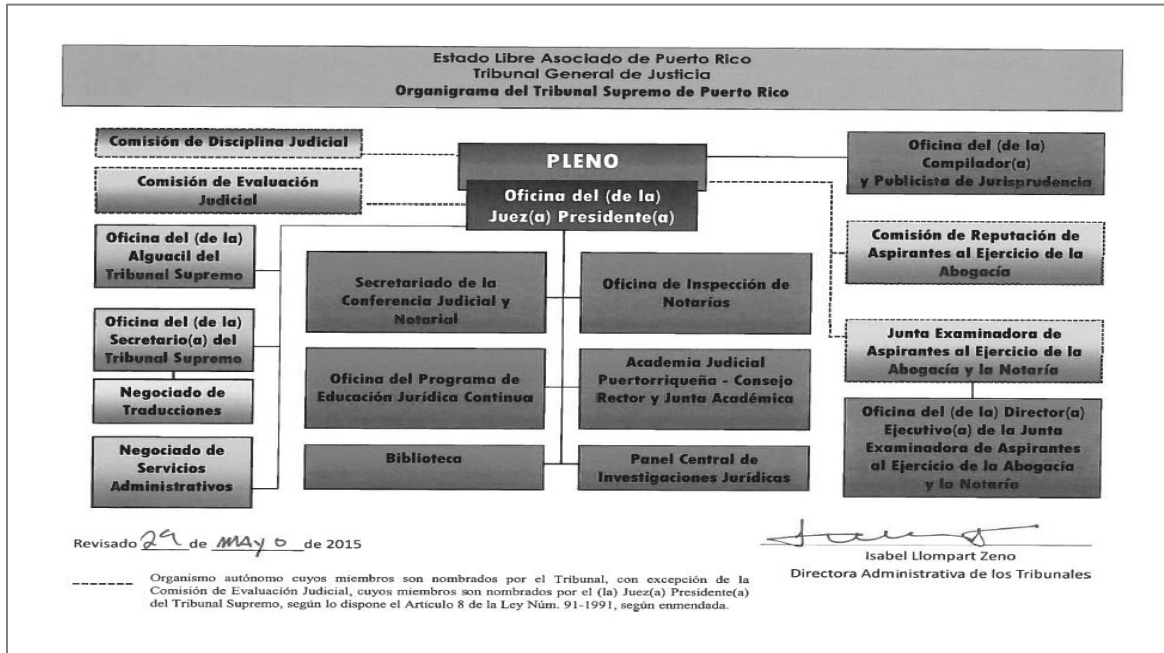 Estado Libre Asociado de Puerto Rico
Tribunal General de Justicia
Organigrama del Tribunal Supremo de Puerto Rico
Comisión de Disciplina Judicial
Comisión de Evaluación
Judicial
PLENO
Oficina del (de la)
Juez(a) Presidente(a)
Oficina del (de la)
Compilador(a)
y Publicista de Jurisprudencia
Comisión de Reputación de
Aspirantes al Ejercicio de la
Abogacía
Oficina del (de la)
Alguacil del
Tribunal Supremo
Secretariado de la
Conferencia Judicial y
Notarial
Oficina de Inspección de
Notarías
Oficina del (de la)
Secretario(a) del
Tribunal Supremo
Negociado de
Traducciones
Oficina del Programa de
Educación Jurídica Continua
Academia Judicial
Puertorriqueña - Consejo
Rector y Junta Académica
Junta Examinadora de
Aspirantes al Ejercicio de la
Abogacía y la Notaría
Negociado de
Servicios
Administrativos
Biblioteca
Panel Central de
Investigaciones Jurídicas
Oficina del (de la) Director(a)
Ejecutivo(a) de la Junta
Examinadora de Aspirantes
al Ejercicio de la Abogacía
y la Notaría
Revisado 29 de MAYO de 2015
Isabel Llompart Zeno
Directora Administrativa de los Tribunales
Organismo autónomo cuyos miembros son nombrados por el Tribunal, con excepción de la
Comisión de Evaluación Judicial, cuyos miembros son nombrados por el (la) Juez(a) Presidente(a)
del Tribunal Supremo, según lo dispone el Artículo 8 de la Ley Núm. 91-1991, según enmendada.